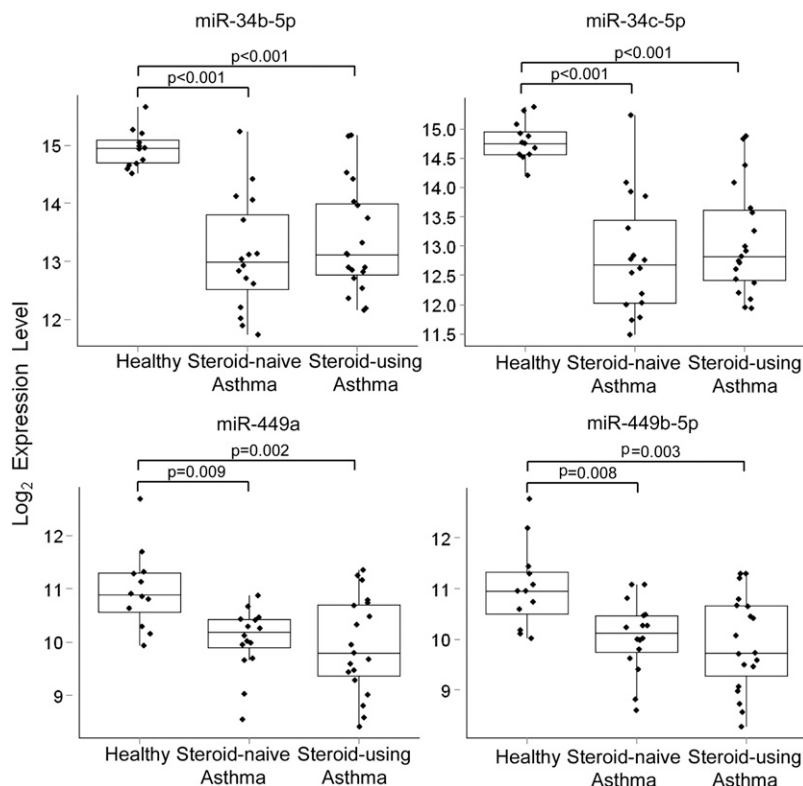 miR-34b-5p
p<0.001
p<0.001
15
14
13
12
Healthy Steroid-naive Steroid-using
Asthma Asthma
miR-34c-5p
p<0.001
p<0.001
15.0
14.5
14.0
13.5
13.0
12.5
12.0
11.5
Healthy Steroid-naive Steroid-using
Asthma Asthma
Log2 Expression Level
miR-449a
p=0.002
p=0.009
12
11
10
9
Healthy Steroid-naive Steroid-using
Asthma Asthma
miR-449b-5p
p=0.003
p=0.008
12
11
10
9
Healthy Steroid-naive Steroid-using
Asthma Asthma